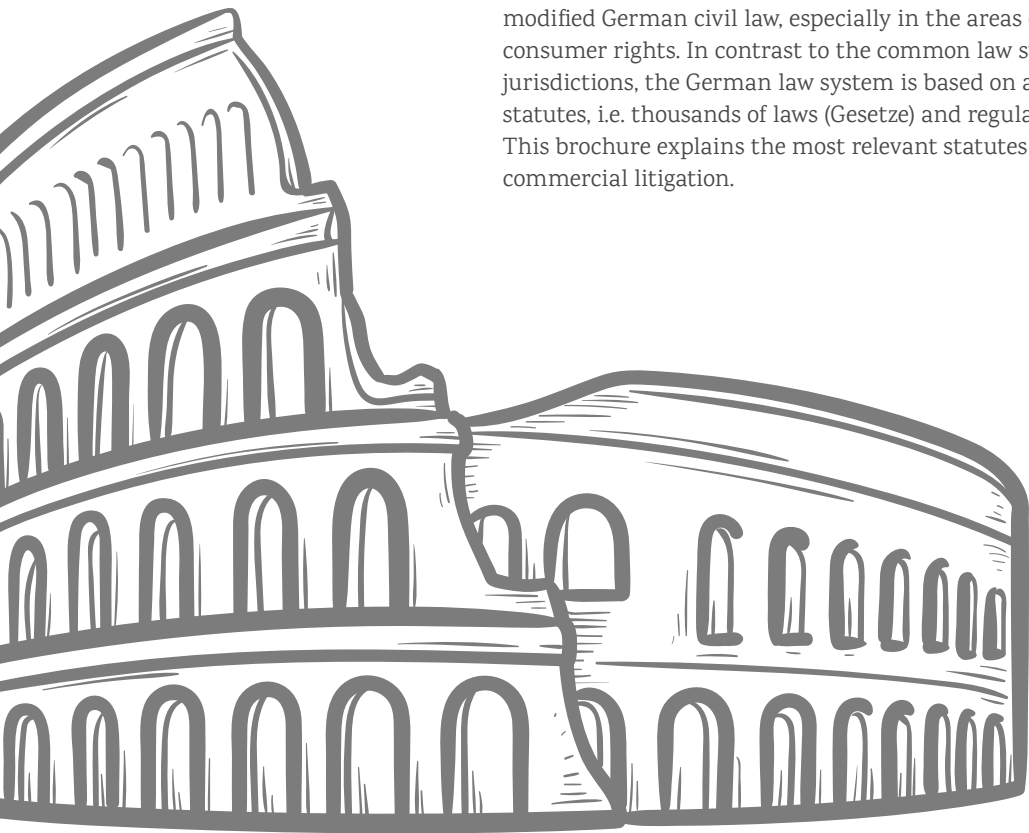 modified German civil law, especially in the areas
consumer rights. In contrast to the common law
jurisdictions, the German law system is based on
statutes, i.e. thousands of laws (Gesetze) and
This brochure explains the most relevant statutes
commercial litigation.